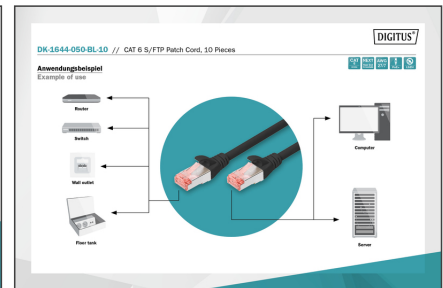 DIGITUS®
DK-1644-050-BL-10 // CAT 6 S/FTP Patch Cord, 10 Pieces
Anwendungsbeispiel
Example of use
Router
Switch
Wall outlet
Floor tank
Computer
Server